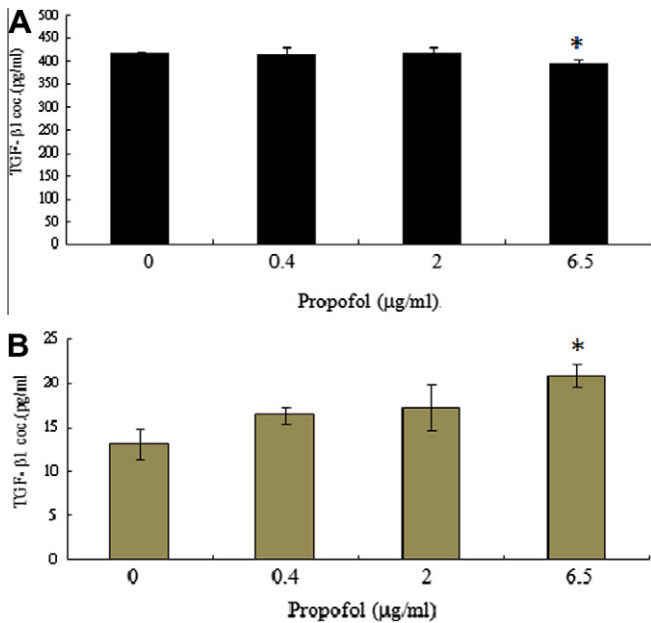 A
500
450
400
350
300
250
200
150
100
50
0
TGF- β1 coc.(pg/ml)
*
0 0.4 2 6.5
Propofol (μg/ml).
B
25
20
15
10
5
0
TGF- β1 coc.(pg/ml
*
0 0.4 2 6.5
Propofol (μg/ml)